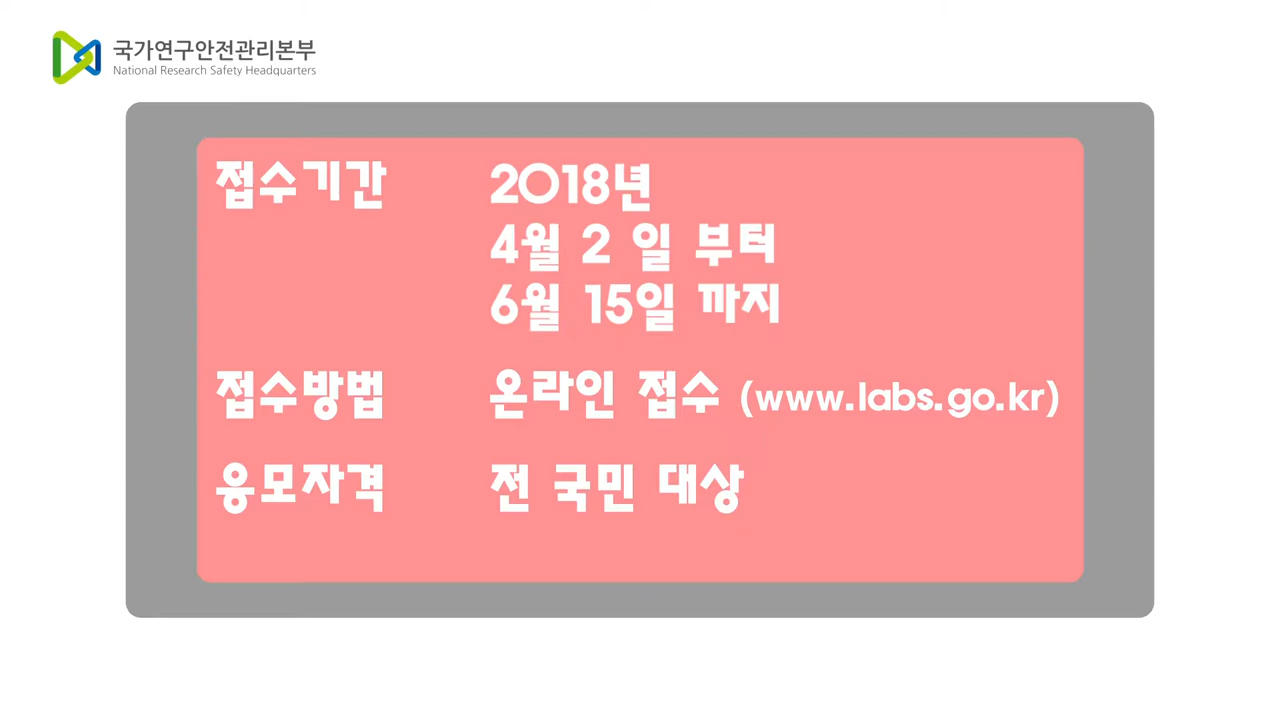 국가연구안전관리본부
National Research Safety Headquarters
접수기간 2018년
4월 2 일 부터
6월 15일 까지
접수방법 온라인 접수 (www.labs.go.kr)
응모자격 전 국민 대상